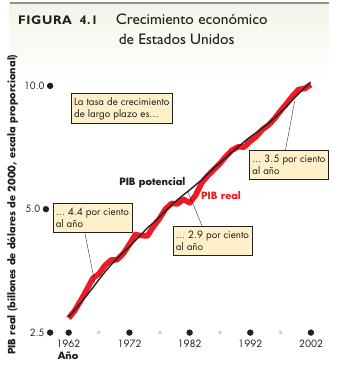 FIGURA 4.1 Crecimiento económico
de Estados Unidos
PIB real (billones de dólares de 2000, escala proporcional)
10.0
5.0
2.5
La tasa de crecimiento
de largo plazo es...
... 3.5 por ciento
al año
PIB potencial
PIB real
... 4.4 por ciento
al año
... 2.9 por ciento
al año
1962 1972 1982 1992 2002
Año